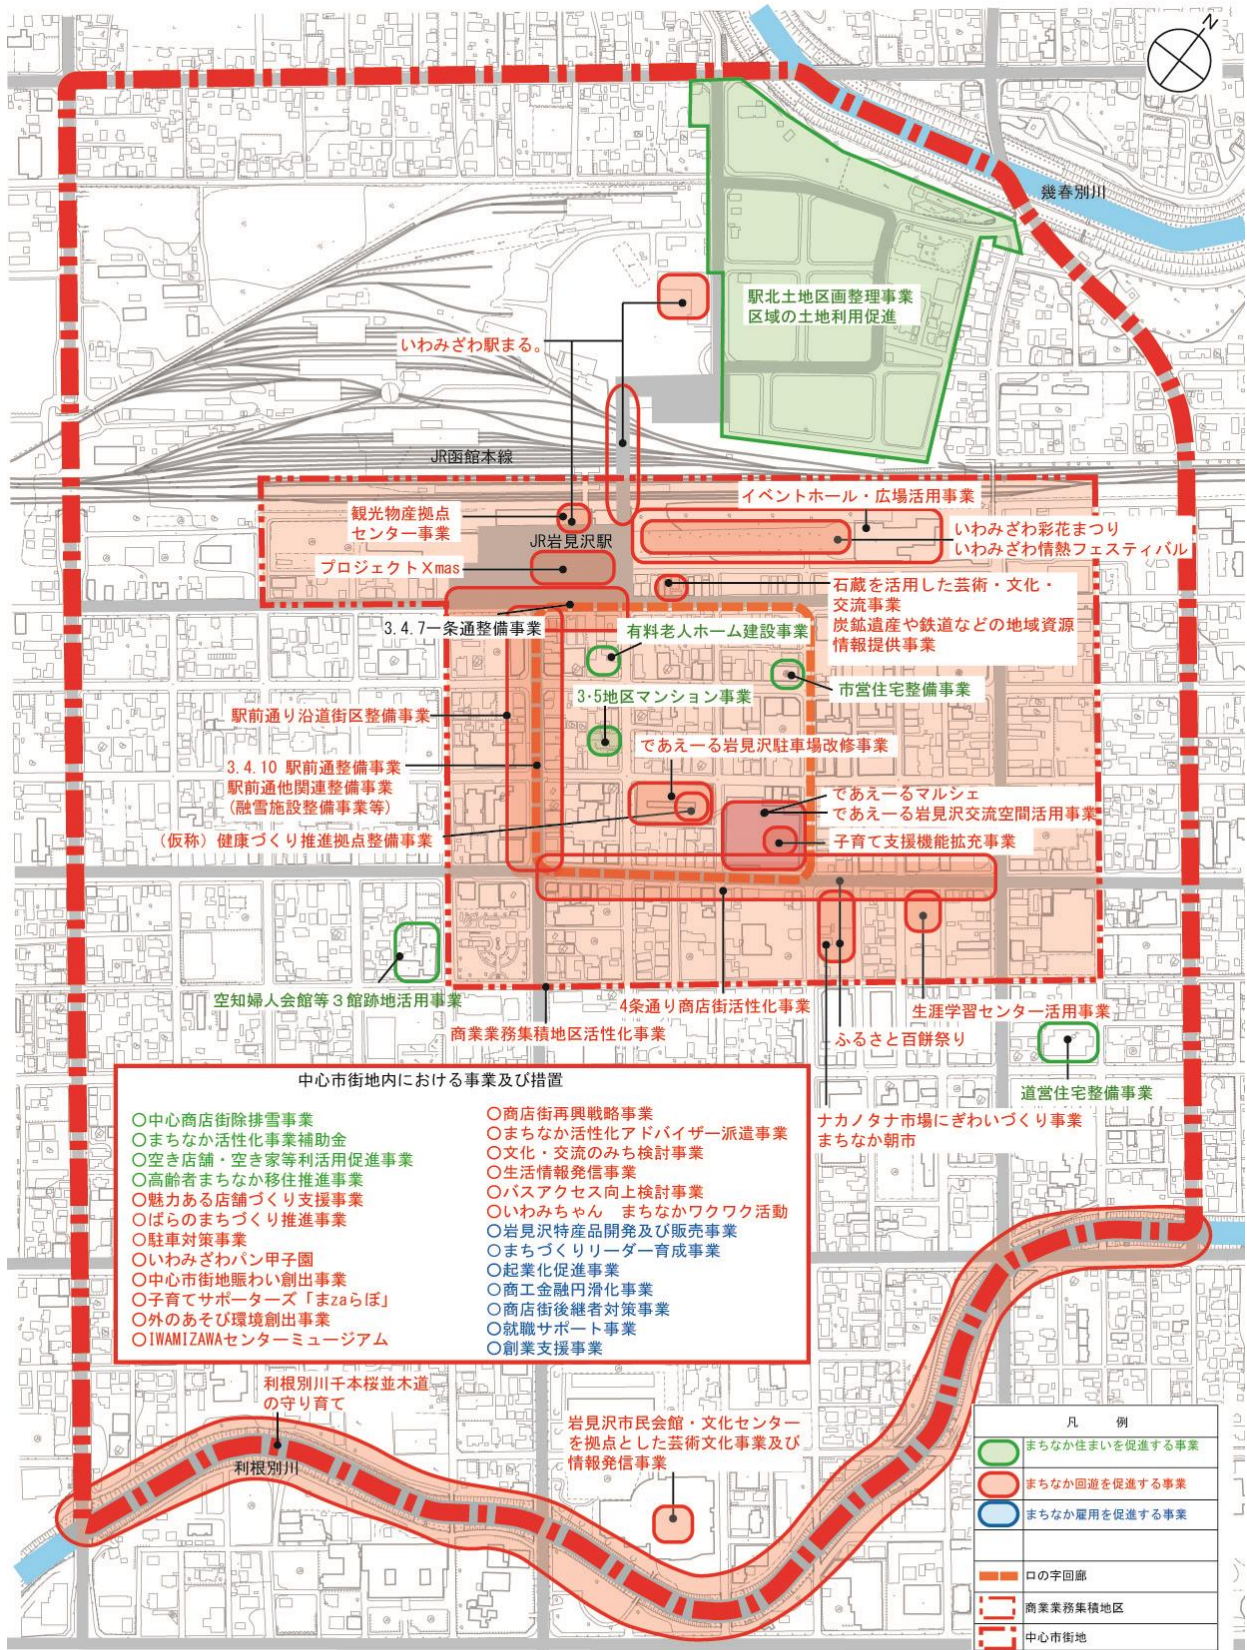 N
幾春別川
駅北土地区画整理事業
区域の土地利用促進
いわみざわ駅まる。
JR函館本線
イベントホール・広場活用事業
観光物産拠点
センター事業
いわみざわ彩花まつり
いわみざわ情熱フェスティバル
JR岩見沢駅
プロジェクトXmas
石蔵を活用した芸術・文化・
交流事業
炭鉱遺産や鉄道などの地域資源
情報提供事業
3.4.7一条通整備事業
有料老人ホーム建設事業
市営住宅整備事業
3・5地区マンション事業
駅前通り沿道街区整備事業
であえーる岩見沢駐車場改修事業
3.4.10 駅前通整備事業
駅前通他関連整備事業
(融雪施設整備事業等)
であえーるマルシェ
であえーる岩見沢交流空間活用事業
(仮称)健康づくり推進拠点整備事業
子育て支援機能拡充事業
空知婦人会館等3館跡地活用事業
4条通り商店街活性化事業
生涯学習センター活用事業
商業業務集積地区活性化事業
ふるさと百餅祭り
道営住宅整備事業
ナカノタナ市場にぎわいづくり事業
まちなか朝市
中心市街地内における事業及び措置
○中心商店街除排雪事業
○まちなか活性化事業補助金
○空き店舗・空き家等利活用促進事業
○高齢者まちなか移住推進事業
○魅力ある店舗づくり支援事業
○ばらのまちづくり推進事業
○駐車対策事業
○いわみざわパン甲子園
○中心市街地賑わい創出事業
○子育てサポーターズ「まzaらぼ」
○外のあそび環境創出事業
○IWAMIZAWAセンターミュージアム
○商店街再興戦略事業
○まちなか活性化アドバイザー派遣事業
○文化・交流のみち検討事業
○生活情報発信事業
○バスアクセス向上検討事業
○いわみちゃん まちなかワクワク活動
○岩見沢特産品開発及び販売事業
○まちづくりリーダー育成事業
○起業化促進事業
○商工金融円滑化事業
○商店街後継者対策事業
○就職サポート事業
○創業支援事業
利根別川千本桜並木道
の守り育て
利根別川
岩見沢市民会館・文化センター
を拠点とした芸術文化事業及び
情報発信事業
凡 例
まちなか住まいを促進する事業
まちなか回遊を促進する事業
まちなか雇用を促進する事業
ロの字回廊
商業業務集積地区
中心市街地